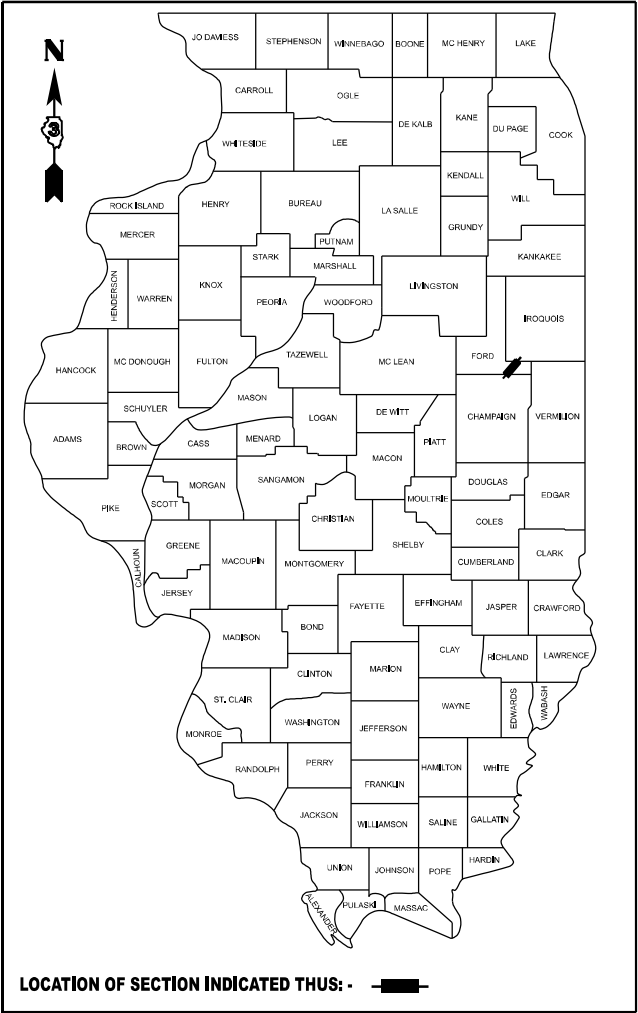 JO DAVIESS STEPHENSON WINNEBAGO BOONE MC HENRY LAKE
N
CARROLL OGLE
DE KALB KANE DU PAGE COOK
3
WHITESIDE LEE
KENDALL
ROCK ISLAND HENRY BUREAU LA SALLE WILL
MERCER PUTNAM GRUNDY
STARK MARSHALL KANKAKEE
HENDERSON WARREN KNOX PEORIA WOODFORD LIVINGSTON
IROQUOIS
HANCOCK MC DONOUGH FULTON TAZEWELL MC LEAN FORD
MASON
SCHUYLER LOGAN DE WITT CHAMPAIGN VERMILION
ADAMS BROWN CASS MENARD PIATT
MACON
MORGAN SANGAMON DOUGLAS
PIKE SCOTT MOULTRIE EDGAR
CHRISTIAN COLES
GREENE SHELBY
CALHOUN MACOUPIN MONTGOMERY CUMBERLAND CLARK
JERSEY FAYETTE EFFINGHAM JASPER CRAWFORD
MADISON BOND
CLAY RICHLAND LAWRENCE
CLINTON MARION
ST. CLAIR WAYNE EDWARDS WABASH
WASHINGTON JEFFERSON
MONROE
RANDOLPH PERRY HAMILTON WHITE
FRANKLIN
JACKSON WILLIAMSON SALINE GALLATIN
UNION JOHNSON POPE HARDIN
ALEXANDER PULASKI MASSAC
LOCATION OF SECTION INDICATED THUS: -